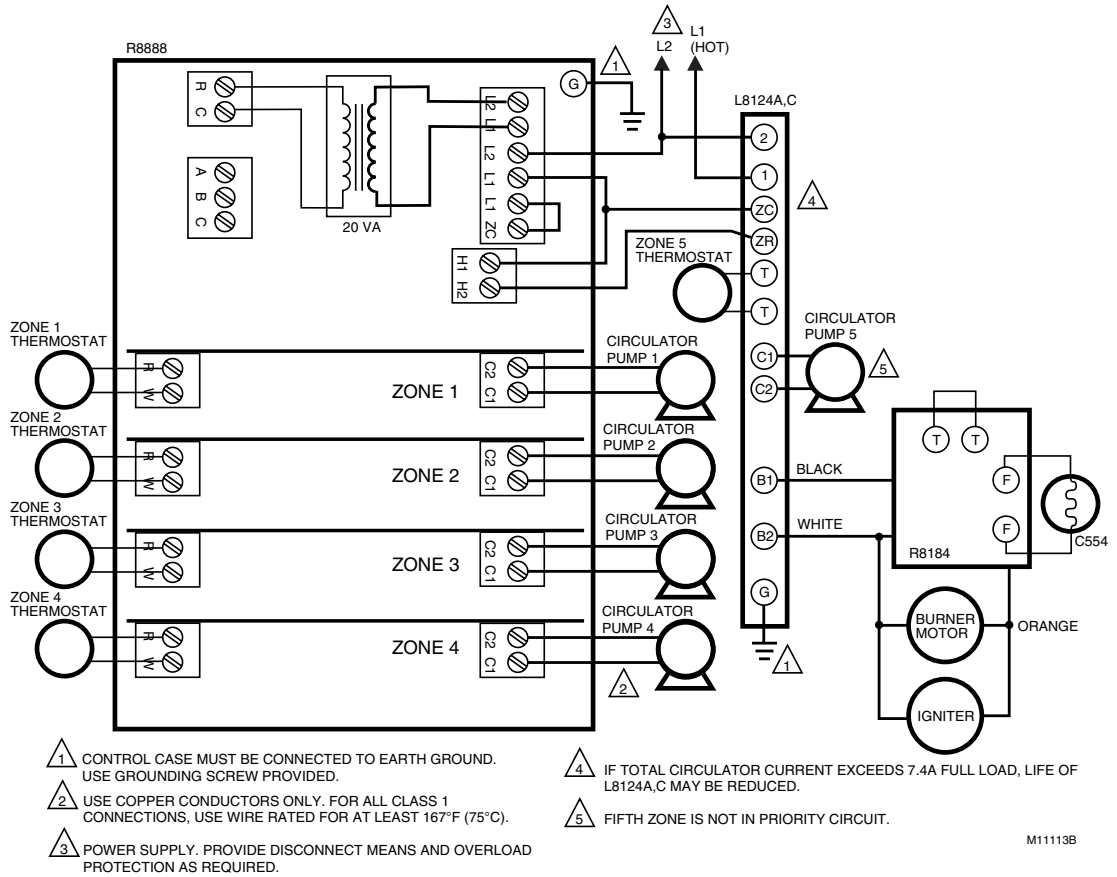 R8888
R
C
A
B
C
20 VA
L2
L1
L2
L1
L1
ZC
H1
H2
G
1
3
L2
L1
(HOT)
L8124A,C
2
1
ZC
ZR
T
T
C1
C2
B1
B2
G
4
ZONE 5
THERMOSTAT
CIRCULATOR
PUMP 5
5
ZONE 1
THERMOSTAT
R
W
ZONE 1
C2
C1
CIRCULATOR
PUMP 1
ZONE 2
THERMOSTAT
R
W
ZONE 2
C2
C1
CIRCULATOR
PUMP 2
ZONE 3
THERMOSTAT
R
W
ZONE 3
C2
C1
CIRCULATOR
PUMP 3
ZONE 4
THERMOSTAT
R
W
ZONE 4
C2
C1
CIRCULATOR
PUMP 4
2
1
BLACK
WHITE
T
T
F
F
R8184
C554
BURNER
MOTOR
ORANGE
IGNITER
1 CONTROL CASE MUST BE CONNECTED TO EARTH GROUND.
USE GROUNDING SCREW PROVIDED.
2 USE COPPER CONDUCTORS ONLY. FOR ALL CLASS 1
CONNECTIONS, USE WIRE RATED FOR AT LEAST 167°F (75°C).
3 POWER SUPPLY. PROVIDE DISCONNECT MEANS AND OVERLOAD
PROTECTION AS REQUIRED.
4 IF TOTAL CIRCULATOR CURRENT EXCEEDS 7.4A FULL LOAD, LIFE OF
L8124A,C MAY BE REDUCED.
5 FIFTH ZONE IS NOT IN PRIORITY CIRCUIT.
M11113B